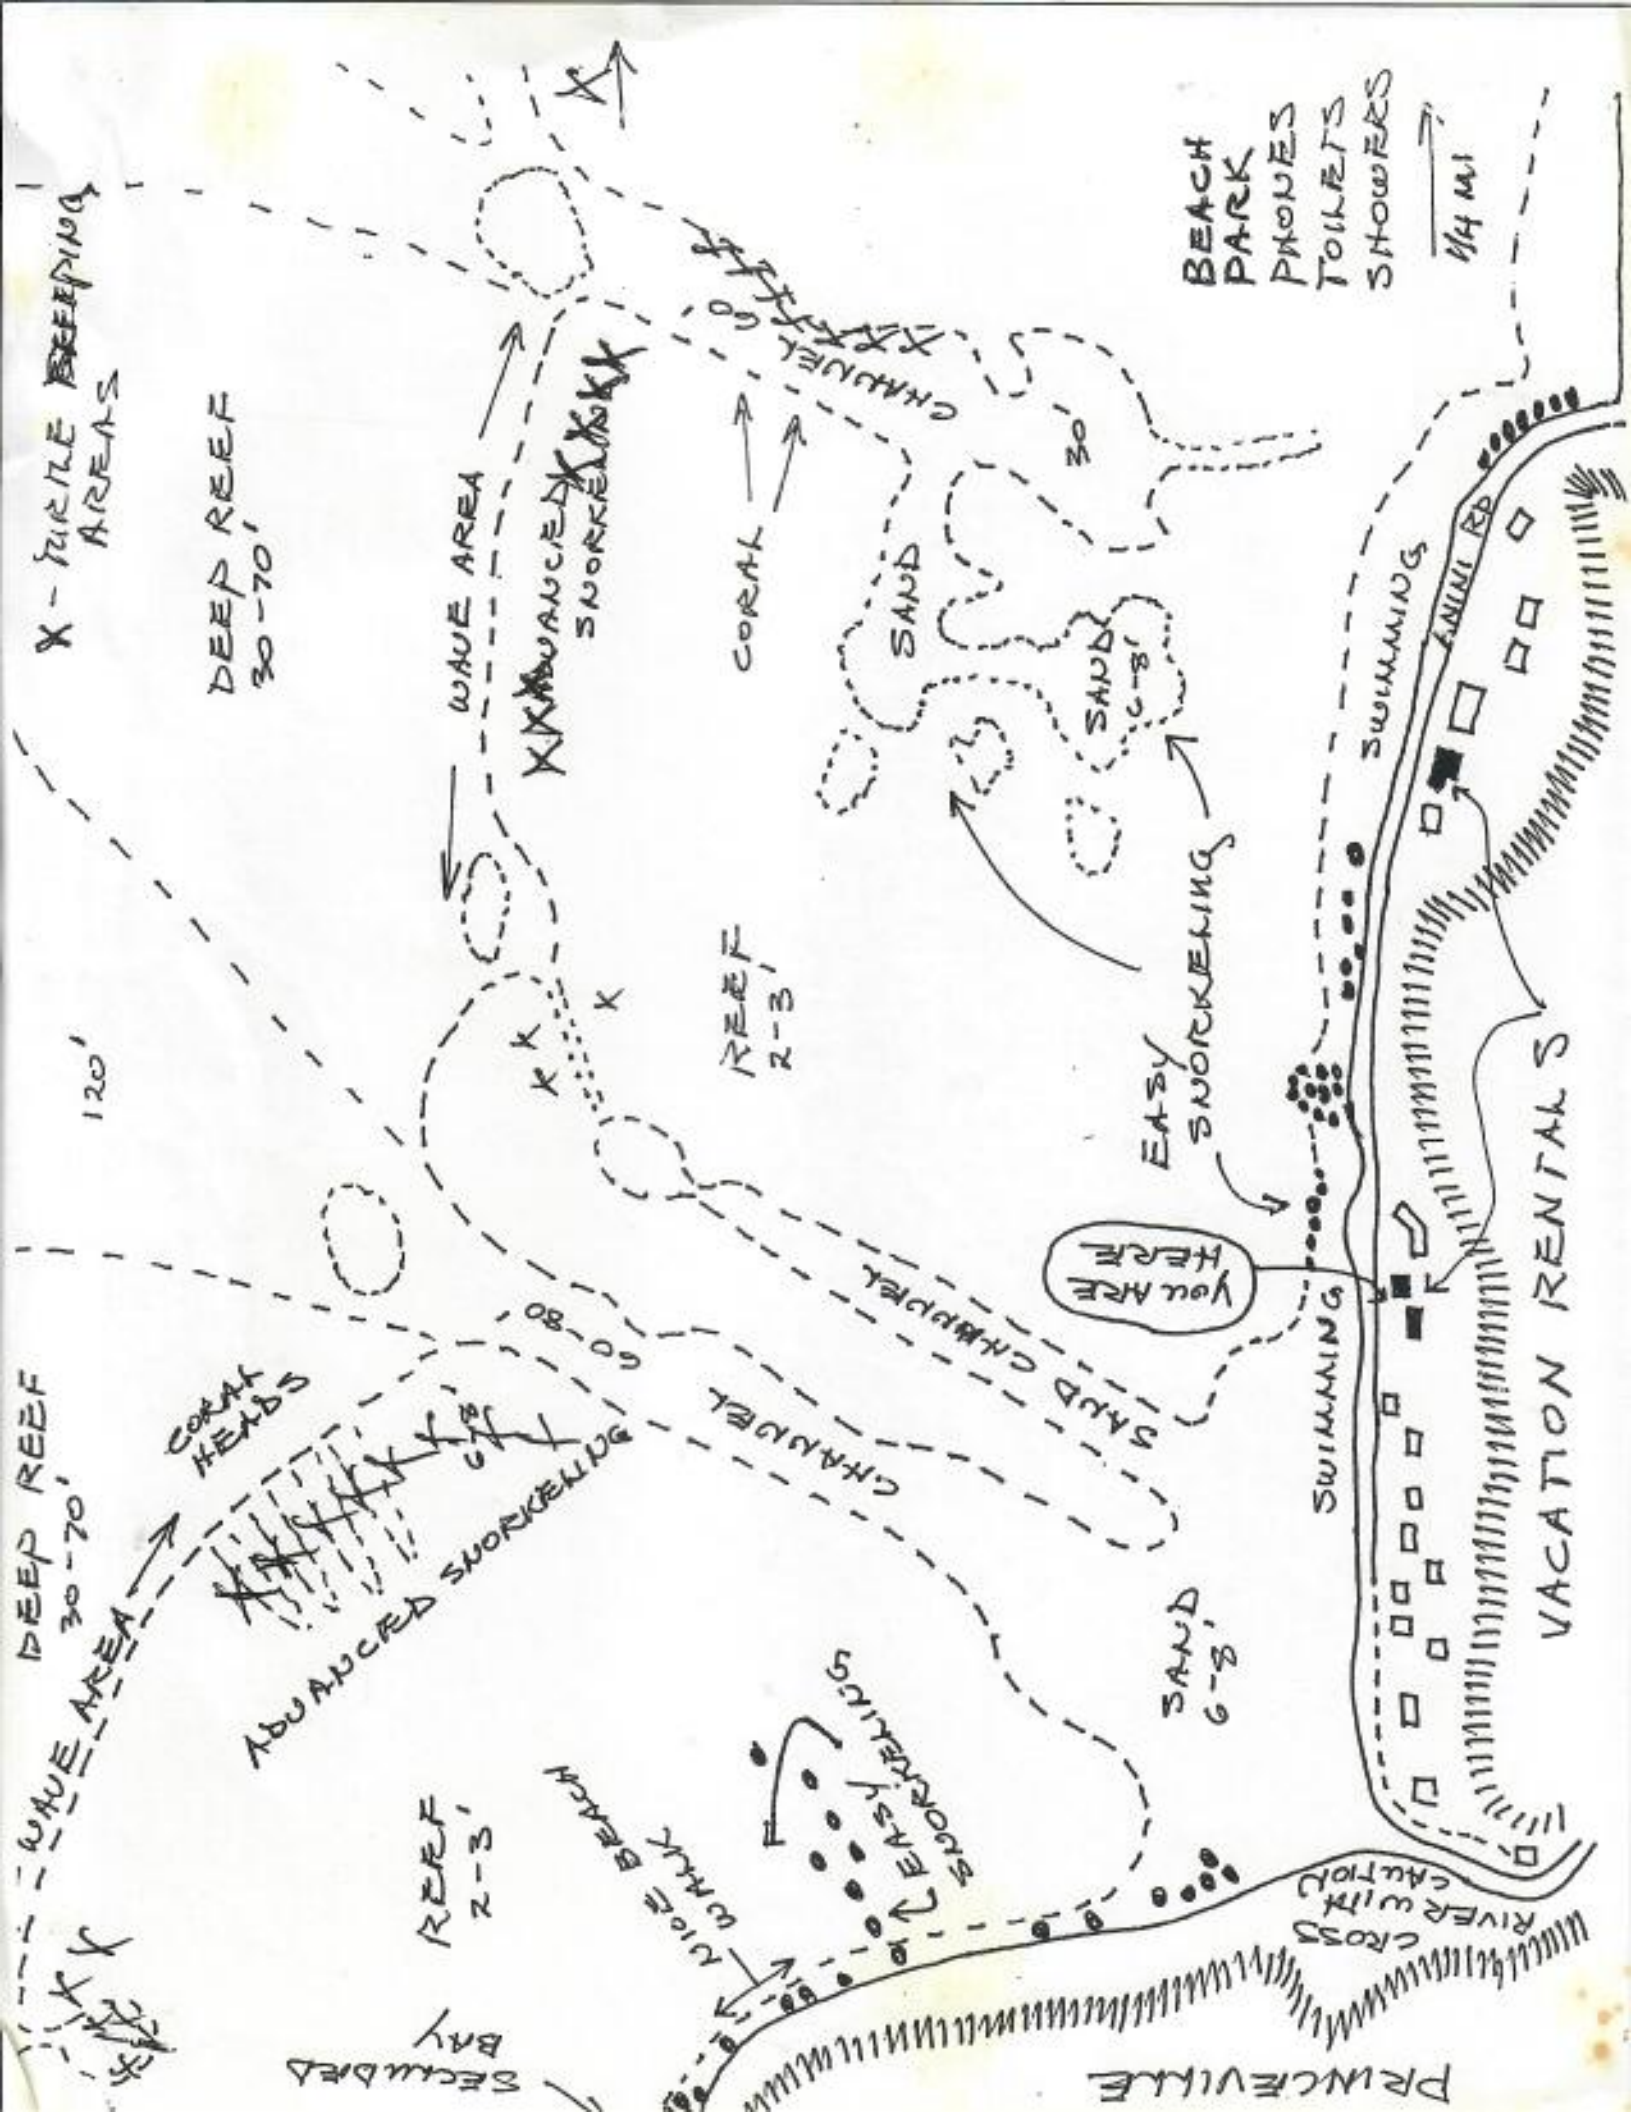 X - TURTLE BEEPING
AREAS
DEEP REEF
30-70'
120'
DEEP REEF
30-70'
WAVE AREA
ADVANCED
SNORKELING
X
CHANNEL
60
CORAL
30
SAND
SAND
6-8'
BEACH
PARK
PHONES
TOILETS
SHOWERS
1/4 MI
CORAL
HEADS
WAVE AREA
6-8
ADVANCED SNORKELING
60-80
CHANNEL
SAND CHANNEL
REEF
2-3'
EASY
SNORKELING
YOU ARE
HERE
SWIMMING
SWIMMING
ANINI RD
REEF
2-3'
NICE BEACH
WALK
EASY
SNORKELING
SAND
6-8'
SECLUDED
BAY
CROSS
RIVER WITH
CAUTION
PRINCEVILLE
VACATION RENTALS